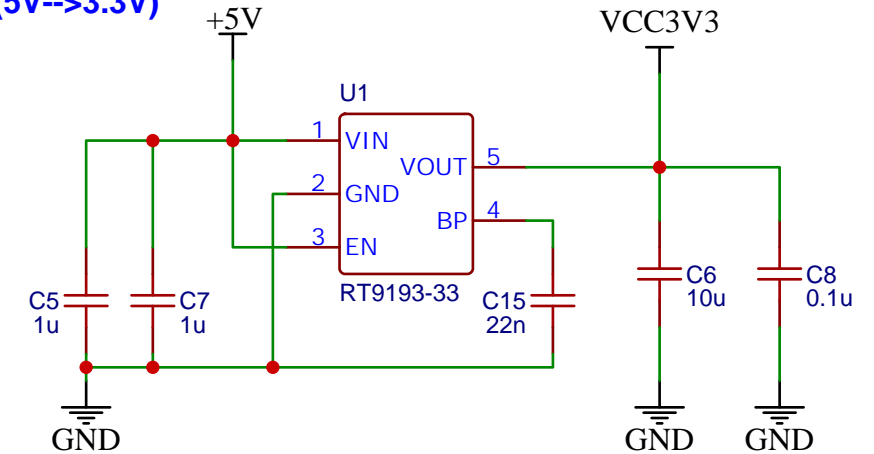 (5V-->3.3V)
+5V
VCC3V3
U1
1 VIN
VOUT 5
2 GND
BP 4
3 EN
RT9193-33
C5
1u
C7
1u
C15
22n
C6
10u
C8
0.1u
GND
GND
GND